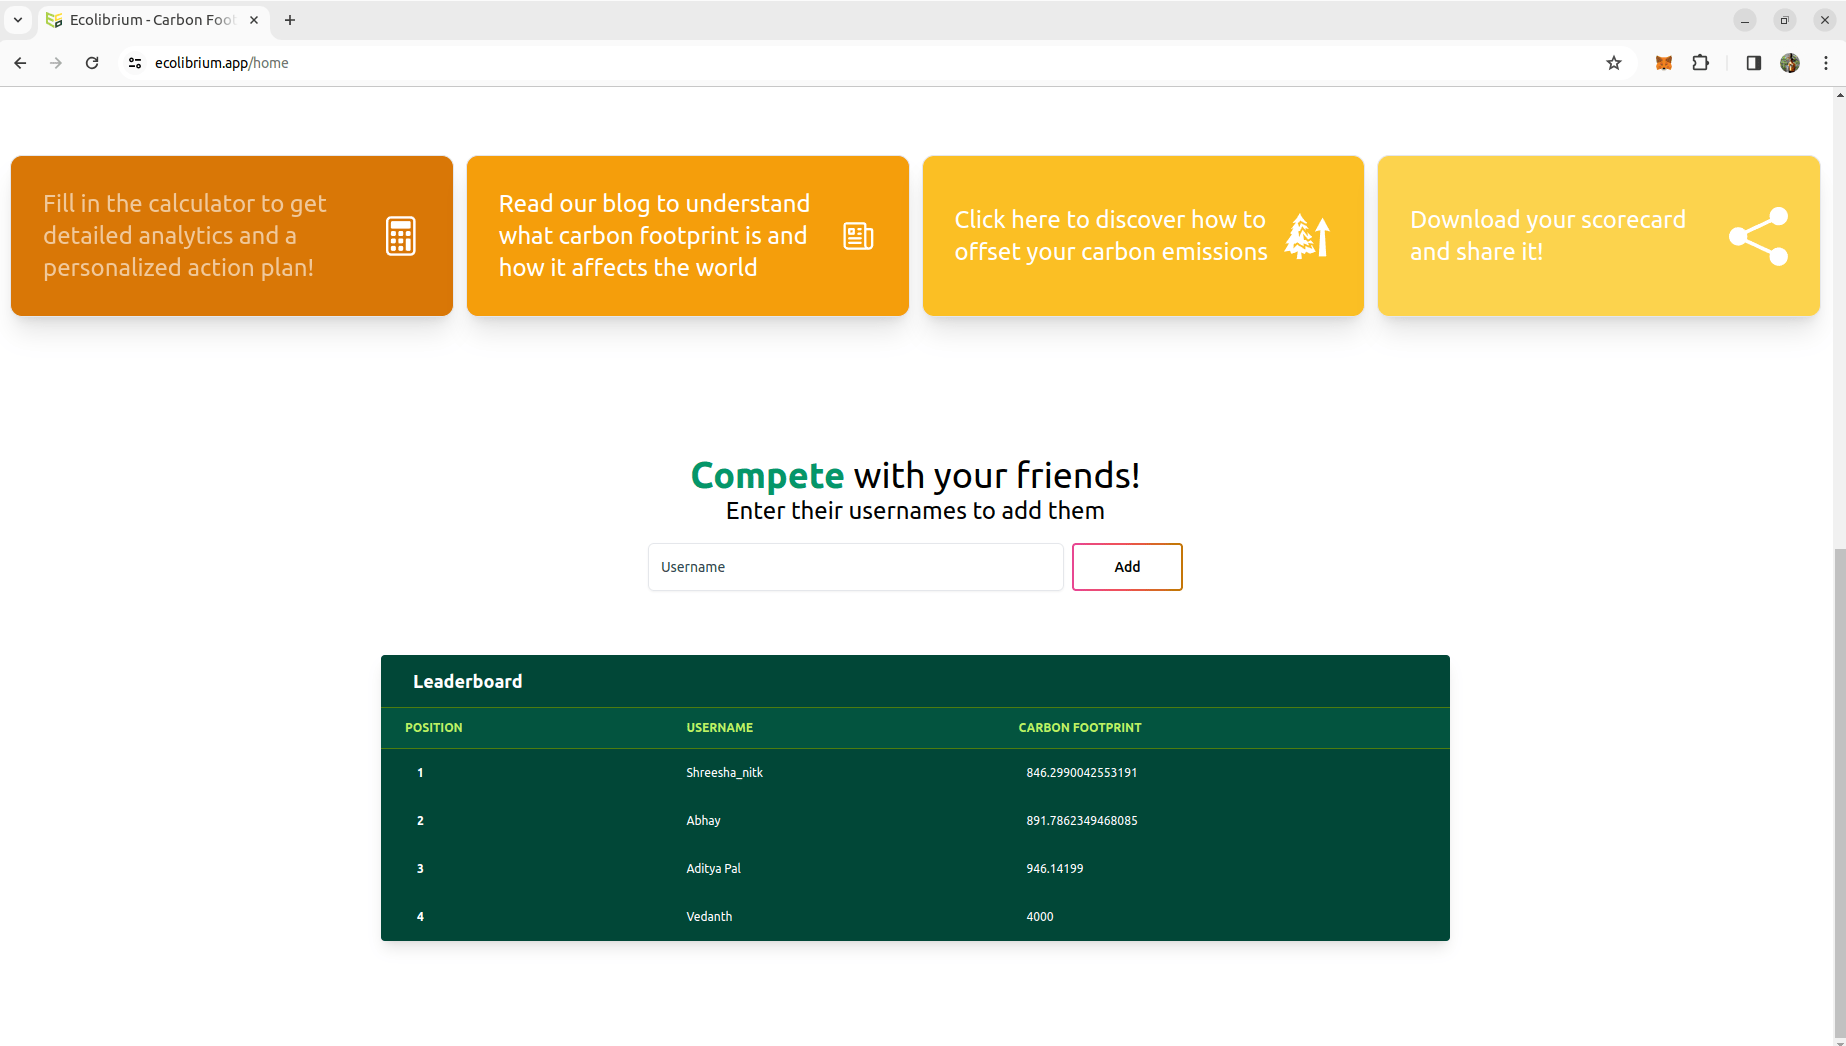 Ecolibrium - Carbon Foot
ecolibrium.app/home
Fill in the calculator to get
detailed analytics and a
personalized action plan!
Read our blog to understand
what carbon footprint is and
how it affects the world
Click here to discover how to
offset your carbon emissions
Download your scorecard
and share it!
Compete with your friends!
Enter their usernames to add them
Username
Add
Leaderboard
POSITION USERNAME CARBON FOOTPRINT
1 Shreesha_nitk 846.2990042553191
2 Abhay 891.7862349468085
3 Aditya Pal 946.14199
4 Vedanth 4000